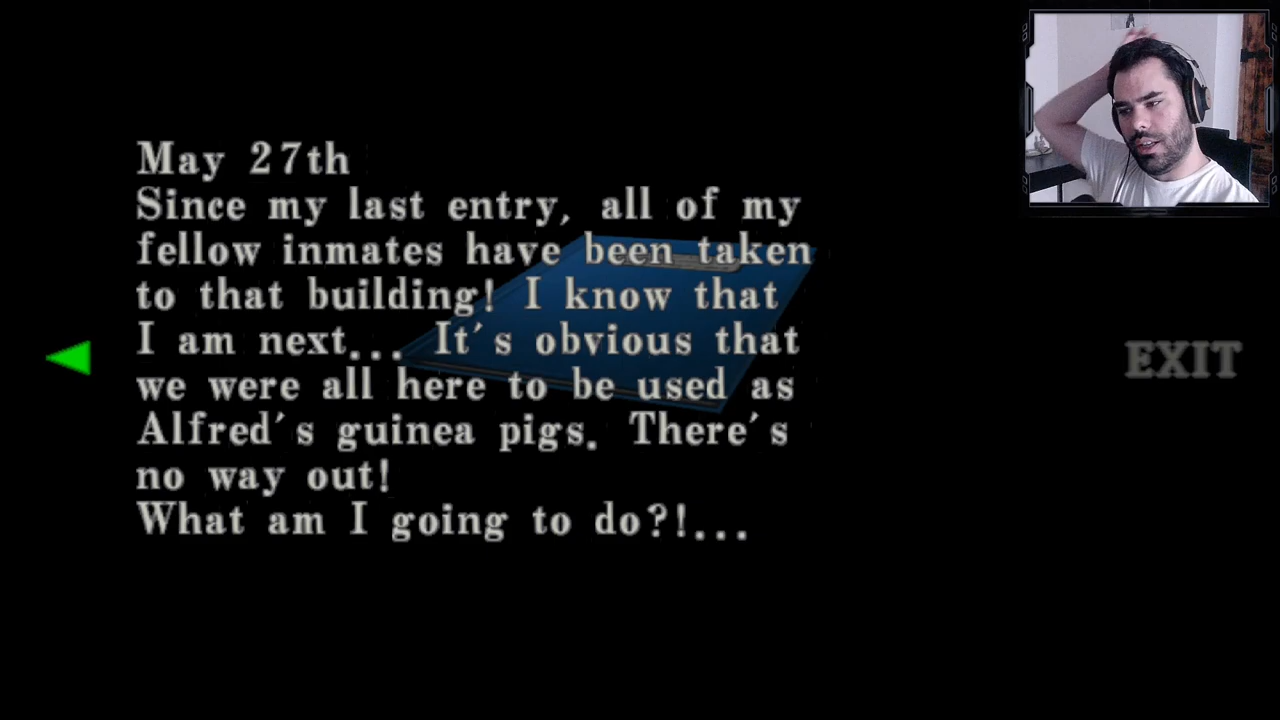 May 27th
Since my last entry, all of my
fellow inmates have been taken
to that building! I know that
I am next... It's obvious that
we were all here to be used as
Alfred's guinea pigs. There's
no way out!
What am I going to do?!...
EXIT